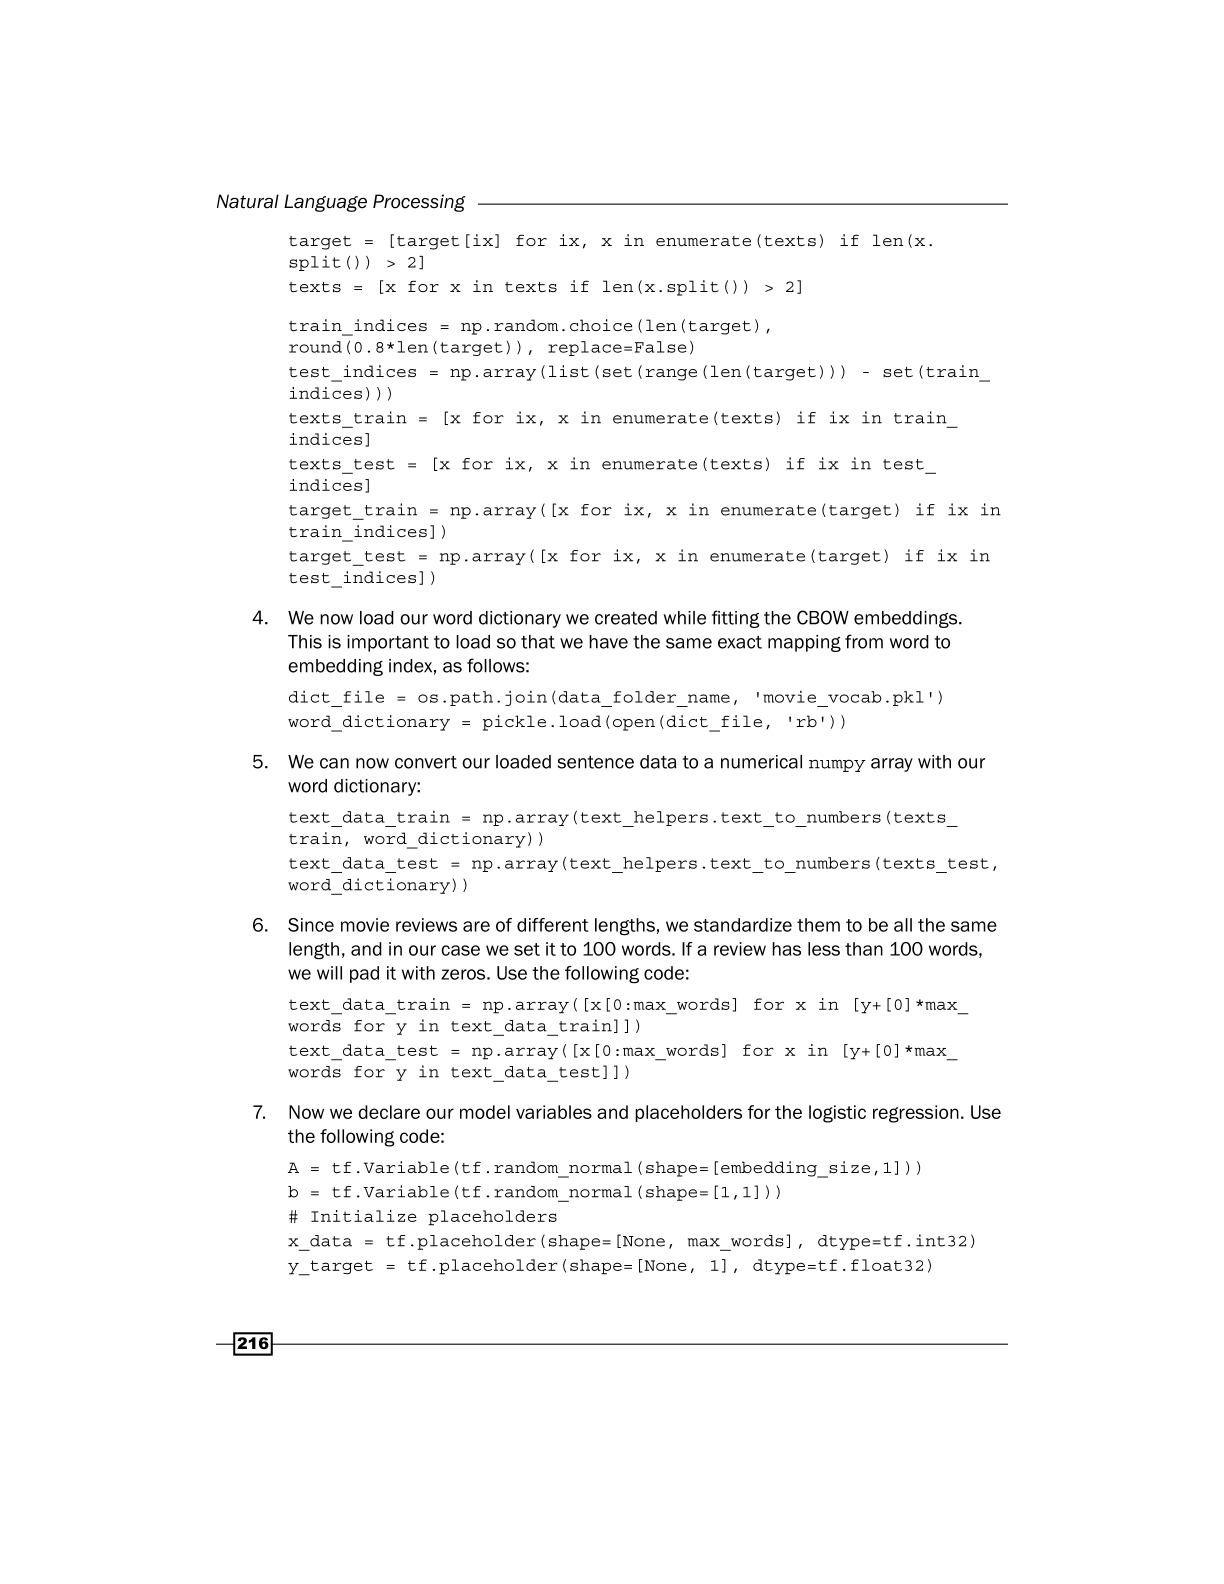 Natural Language Processing
target = [target[ix] for ix, x in enumerate(texts) if len(x.
split()) > 2]
texts = [x for x in texts if len(x.split()) > 2]
train_indices = np.random.choice(len(target),
round(0.8*len(target)), replace=False)
test_indices = np.array(list(set(range(len(target))) - set(train_
indices)))
texts_train = [x for ix, x in enumerate(texts) if ix in train_
indices]
texts_test = [x for ix, x in enumerate(texts) if ix in test_
indices]
target_train = np.array([x for ix, x in enumerate(target) if ix in
train_indices])
target_test = np.array([x for ix, x in enumerate(target) if ix in
test_indices])
4. We now load our word dictionary we created while fitting the CBOW embeddings.
This is important to load so that we have the same exact mapping from word to
embedding index, as follows:
dict_file = os.path.join(data_folder_name, 'movie_vocab.pkl')
word_dictionary = pickle.load(open(dict_file, 'rb'))
5. We can now convert our loaded sentence data to a numerical numpy array with our
word dictionary:
text_data_train = np.array(text_helpers.text_to_numbers(texts_
train, word_dictionary))
text_data_test = np.array(text_helpers.text_to_numbers(texts_test,
word_dictionary))
6. Since movie reviews are of different lengths, we standardize them to be all the same
length, and in our case we set it to 100 words. If a review has less than 100 words,
we will pad it with zeros. Use the following code:
text_data_train = np.array([x[0:max_words] for x in [y+[0]*max_
words for y in text_data_train]])
text_data_test = np.array([x[0:max_words] for x in [y+[0]*max_
words for y in text_data_test]])
7. Now we declare our model variables and placeholders for the logistic regression. Use
the following code:
A = tf.Variable(tf.random_normal(shape=[embedding_size,1]))
b = tf.Variable(tf.random_normal(shape=[1,1]))
# Initialize placeholders
x_data = tf.placeholder(shape=[None, max_words], dtype=tf.int32)
y_target = tf.placeholder(shape=[None, 1], dtype=tf.float32)
216